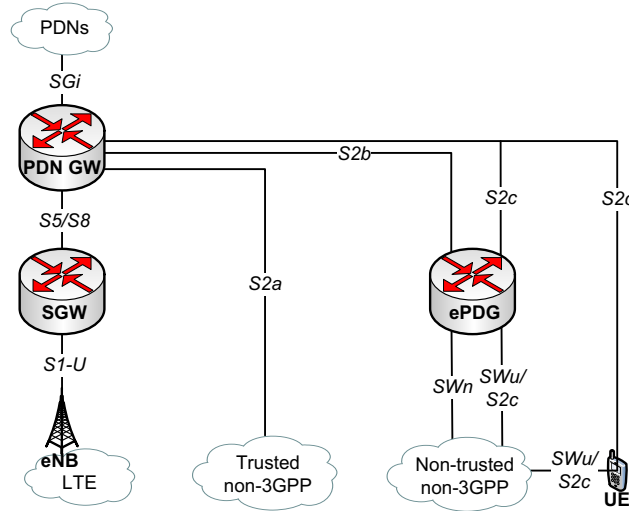 PDNs
SGi
PDN GW
S2b
S2c
S2c
S5/S8
S2a
SGW
ePDG
S1-U
SWn
SWu/
S2c
eNB
LTE
Trusted
non-3GPP
Non-trusted
non-3GPP
SWu/
S2c
UE